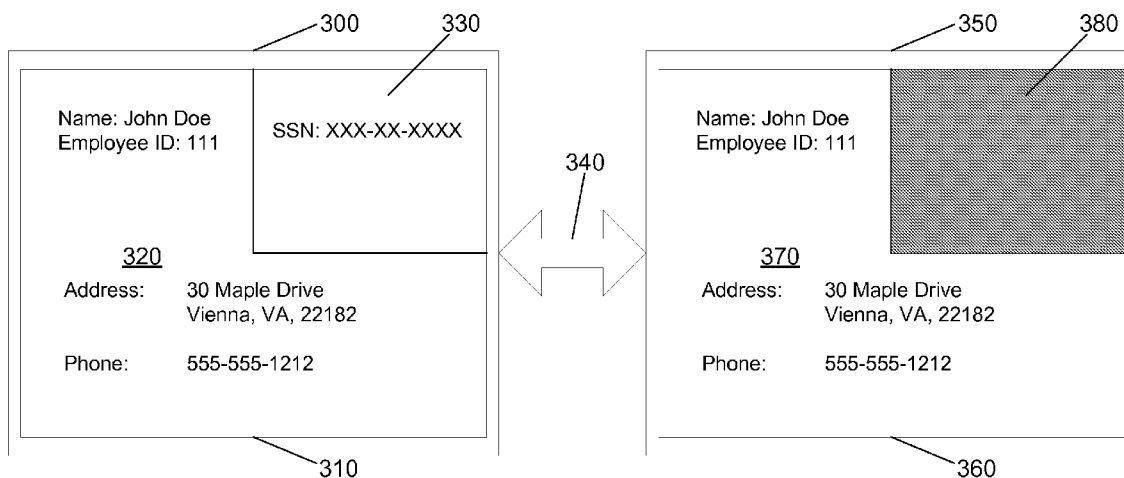 300 330 350 380
Name: John Doe
Employee ID: 111
SSN: XXX-XX-XXXX
320
Address: 30 Maple Drive
Vienna, VA, 22182
Phone: 555-555-1212
310
340
Name: John Doe
Employee ID: 111
370
Address: 30 Maple Drive
Vienna, VA, 22182
Phone: 555-555-1212
360